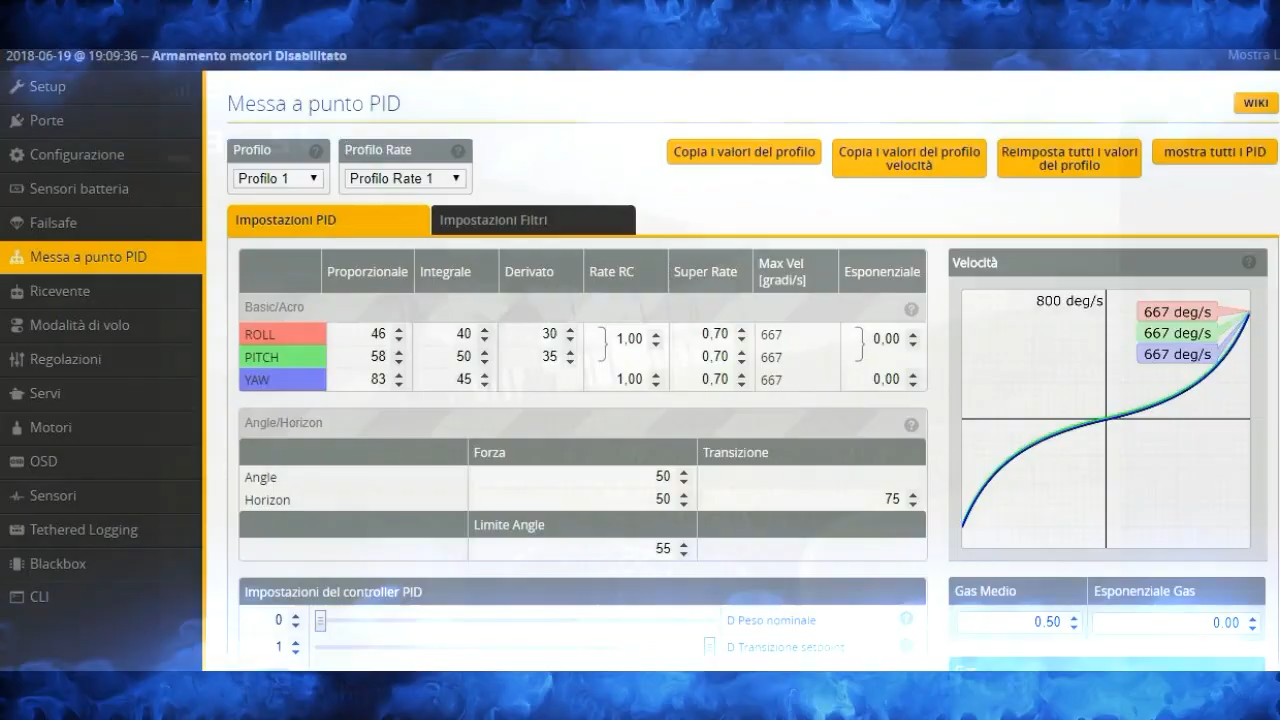 2018-06-19 @ 19:09:36 -- Armamento motori Disabilitato
Mostra L
Setup
Porte
Configurazione
Sensori batteria
Failsafe
Messa a punto PID
Ricevente
Modalità di volo
Regolazioni
Servi
Motori
OSD
Sensori
Tethered Logging
Blackbox
CLI
Messa a punto PID
WIKI
Profilo
Profilo 1
Profilo Rate
Profilo Rate 1
Copia i valori del profilo
Copia i valori del profilo
velocità
Reimposta tutti i valori
del profilo
mostra tutti i PID
Impostazioni PID
Impostazioni Filtri
Proporzionale Integrale Derivato Rate RC Super Rate Max Vel
[gradi/s] Esponenziale
Basic/Acro
ROLL 46 40 30 1,00 0,70 667 0,00
PITCH 58 50 35 0,70 667
YAW 83 45 1,00 0,70 667 0,00
Angle/Horizon
Forza Transizione
Angle 50
Horizon 50 75
Limite Angle
55
Impostazioni del controller PID
0 D Peso nominale
1 D Transizione setpoint
Velocità
800 deg/s
667 deg/s
667 deg/s
667 deg/s
Gas Medio Esponenziale Gas
0.50 0.00